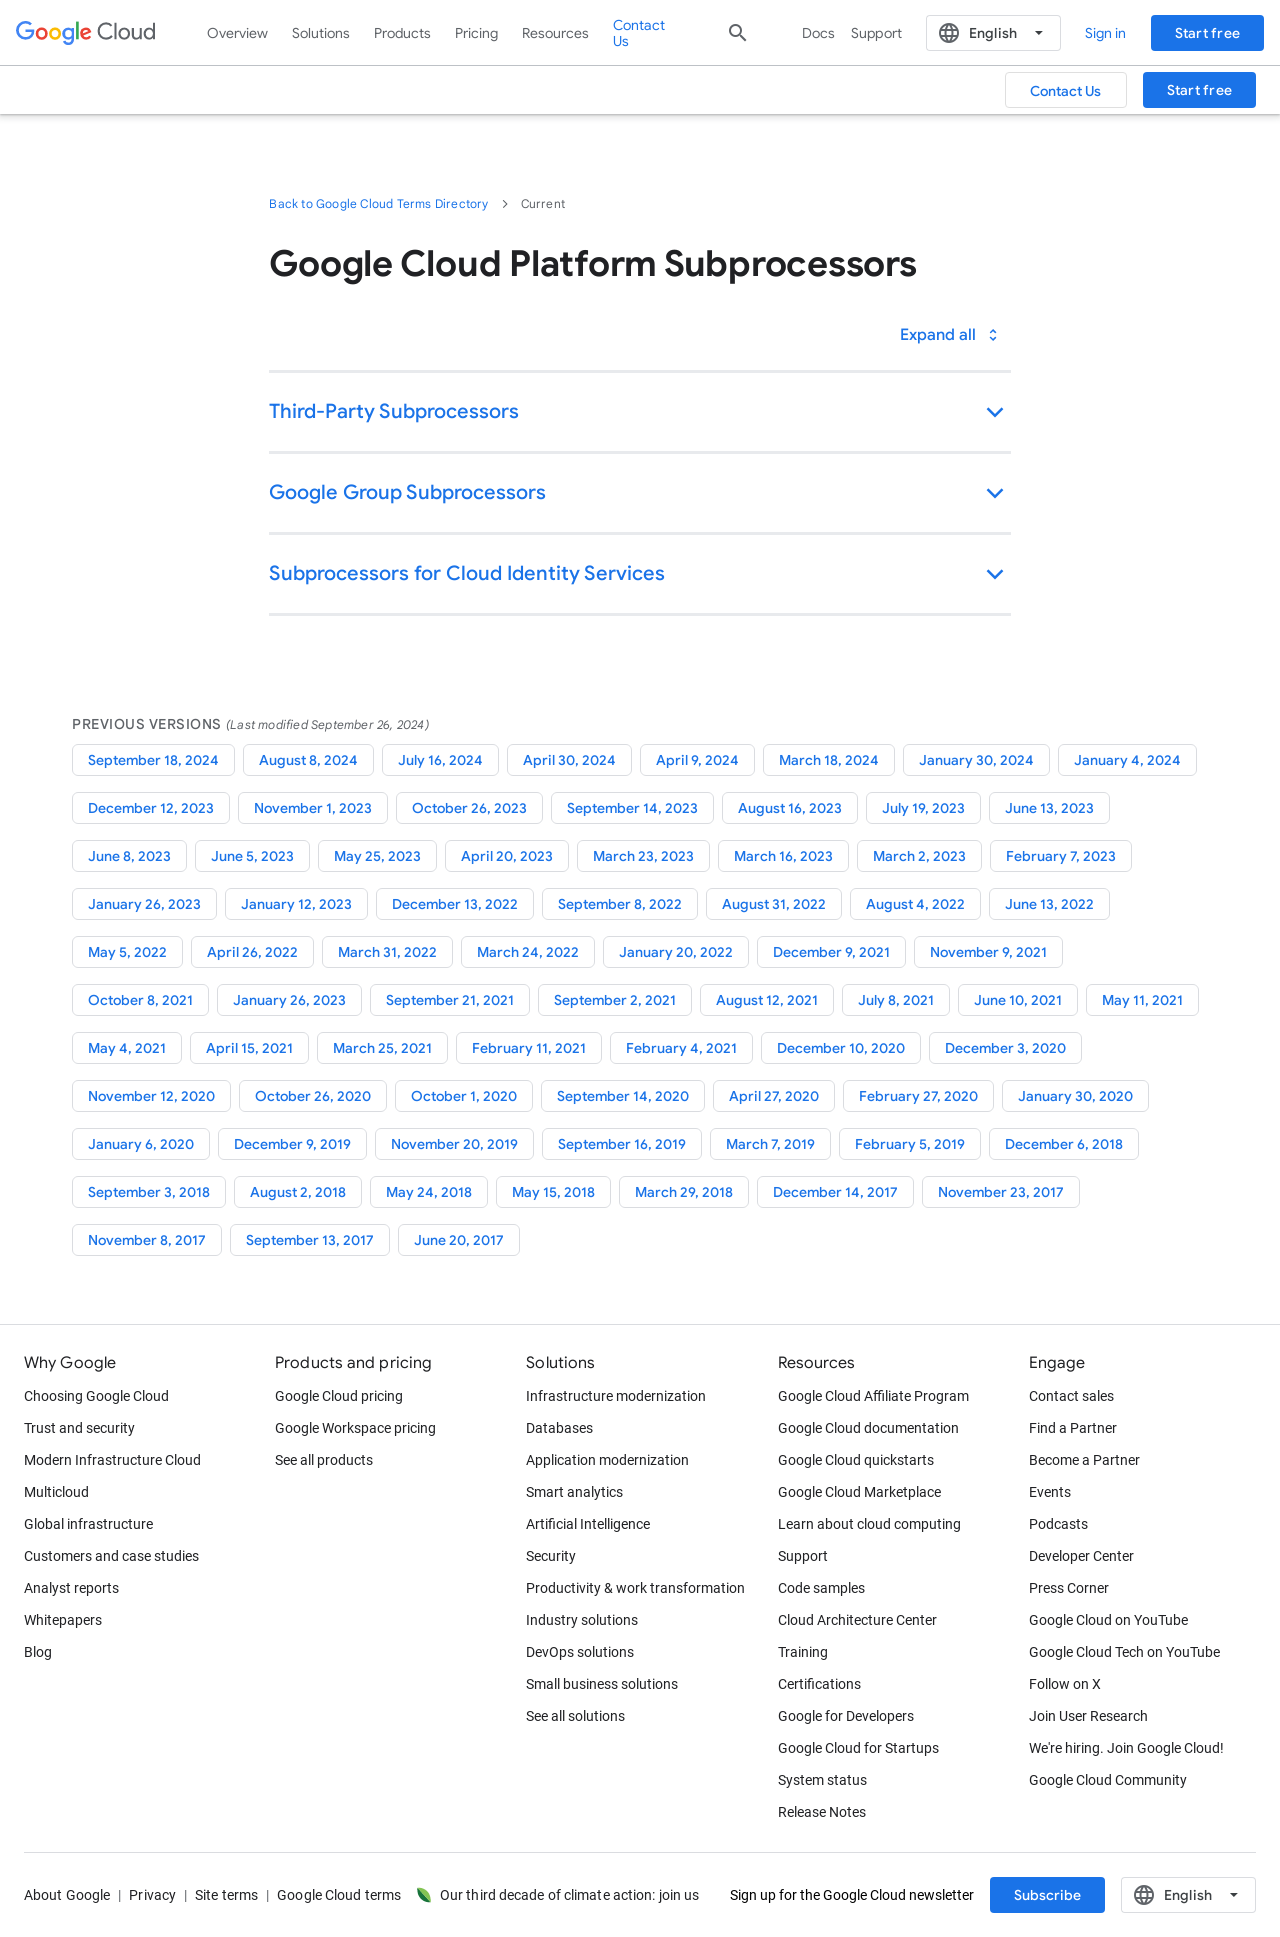 Google Cloud Overview Solutions Products Pricing Resources Contact Us Docs Support English Sign in Start free
Contact Us Start free
Back to Google Cloud Terms Directory Current
Google Cloud Platform Subprocessors
Expand all
Third-Party Subprocessors
Google Group Subprocessors
Subprocessors for Cloud Identity Services
PREVIOUS VERSIONS (Last modified September 26, 2024)
September 18, 2024 August 8, 2024 July 16, 2024 April 30, 2024 April 9, 2024 March 18, 2024 January 30, 2024 January 4, 2024
December 12, 2023 November 1, 2023 October 26, 2023 September 14, 2023 August 16, 2023 July 19, 2023 June 13, 2023
June 8, 2023 June 5, 2023 May 25, 2023 April 20, 2023 March 23, 2023 March 16, 2023 March 2, 2023 February 7, 2023
January 26, 2023 January 12, 2023 December 13, 2022 September 8, 2022 August 31, 2022 August 4, 2022 June 13, 2022
May 5, 2022 April 26, 2022 March 31, 2022 March 24, 2022 January 20, 2022 December 9, 2021 November 9, 2021
October 8, 2021 January 26, 2023 September 21, 2021 September 2, 2021 August 12, 2021 July 8, 2021 June 10, 2021 May 11, 2021
May 4, 2021 April 15, 2021 March 25, 2021 February 11, 2021 February 4, 2021 December 10, 2020 December 3, 2020
November 12, 2020 October 26, 2020 October 1, 2020 September 14, 2020 April 27, 2020 February 27, 2020 January 30, 2020
January 6, 2020 December 9, 2019 November 20, 2019 September 16, 2019 March 7, 2019 February 5, 2019 December 6, 2018
September 3, 2018 August 2, 2018 May 24, 2018 May 15, 2018 March 29, 2018 December 14, 2017 November 23, 2017
November 8, 2017 September 13, 2017 June 20, 2017
Why Google
Choosing Google Cloud
Trust and security
Modern Infrastructure Cloud
Multicloud
Global infrastructure
Customers and case studies
Analyst reports
Whitepapers
Blog
Products and pricing
Google Cloud pricing
Google Workspace pricing
See all products
Solutions
Infrastructure modernization
Databases
Application modernization
Smart analytics
Artificial Intelligence
Security
Productivity & work transformation
Industry solutions
DevOps solutions
Small business solutions
See all solutions
Resources
Google Cloud Affiliate Program
Google Cloud documentation
Google Cloud quickstarts
Google Cloud Marketplace
Learn about cloud computing
Support
Code samples
Cloud Architecture Center
Training
Certifications
Google for Developers
Google Cloud for Startups
System status
Release Notes
Engage
Contact sales
Find a Partner
Become a Partner
Events
Podcasts
Developer Center
Press Corner
Google Cloud on YouTube
Google Cloud Tech on YouTube
Follow on X
Join User Research
We're hiring. Join Google Cloud!
Google Cloud Community
About Google | Privacy | Site terms | Google Cloud terms Our third decade of climate action: join us Sign up for the Google Cloud newsletter Subscribe English